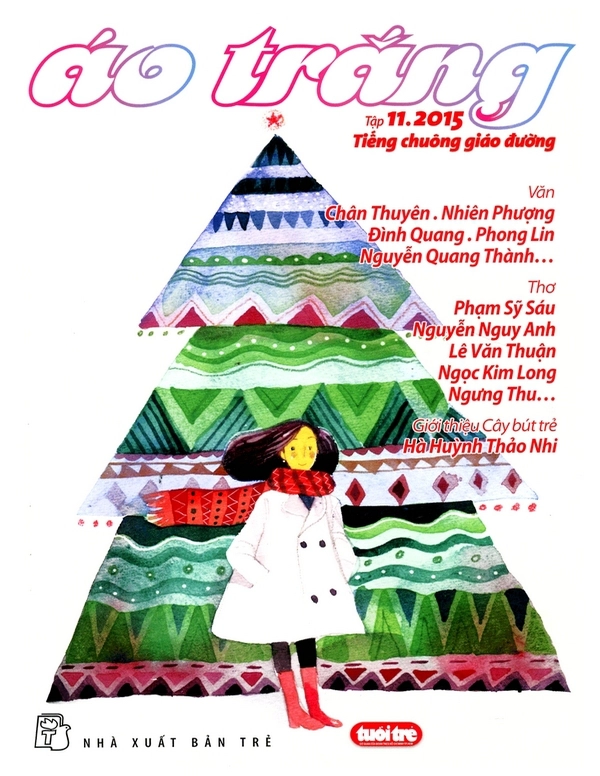 áo trắng
Tập 11.2015
Tiếng chuông giáo đường
Văn
Chân Thuyên . Nhiên Phượng
Đình Quang . Phong Lin
Nguyễn Quang Thành...
Thơ
Phạm Sỹ Sáu
Nguyễn Nguy Anh
Lê Văn Thuận
Ngọc Kim Long
Ngưng Thu...
Giới thiệu Cây bút trẻ
Hà Huỳnh Thảo Nhi
T
NHÀ XUẤT BẢN TRẺ
tuổi trẻ